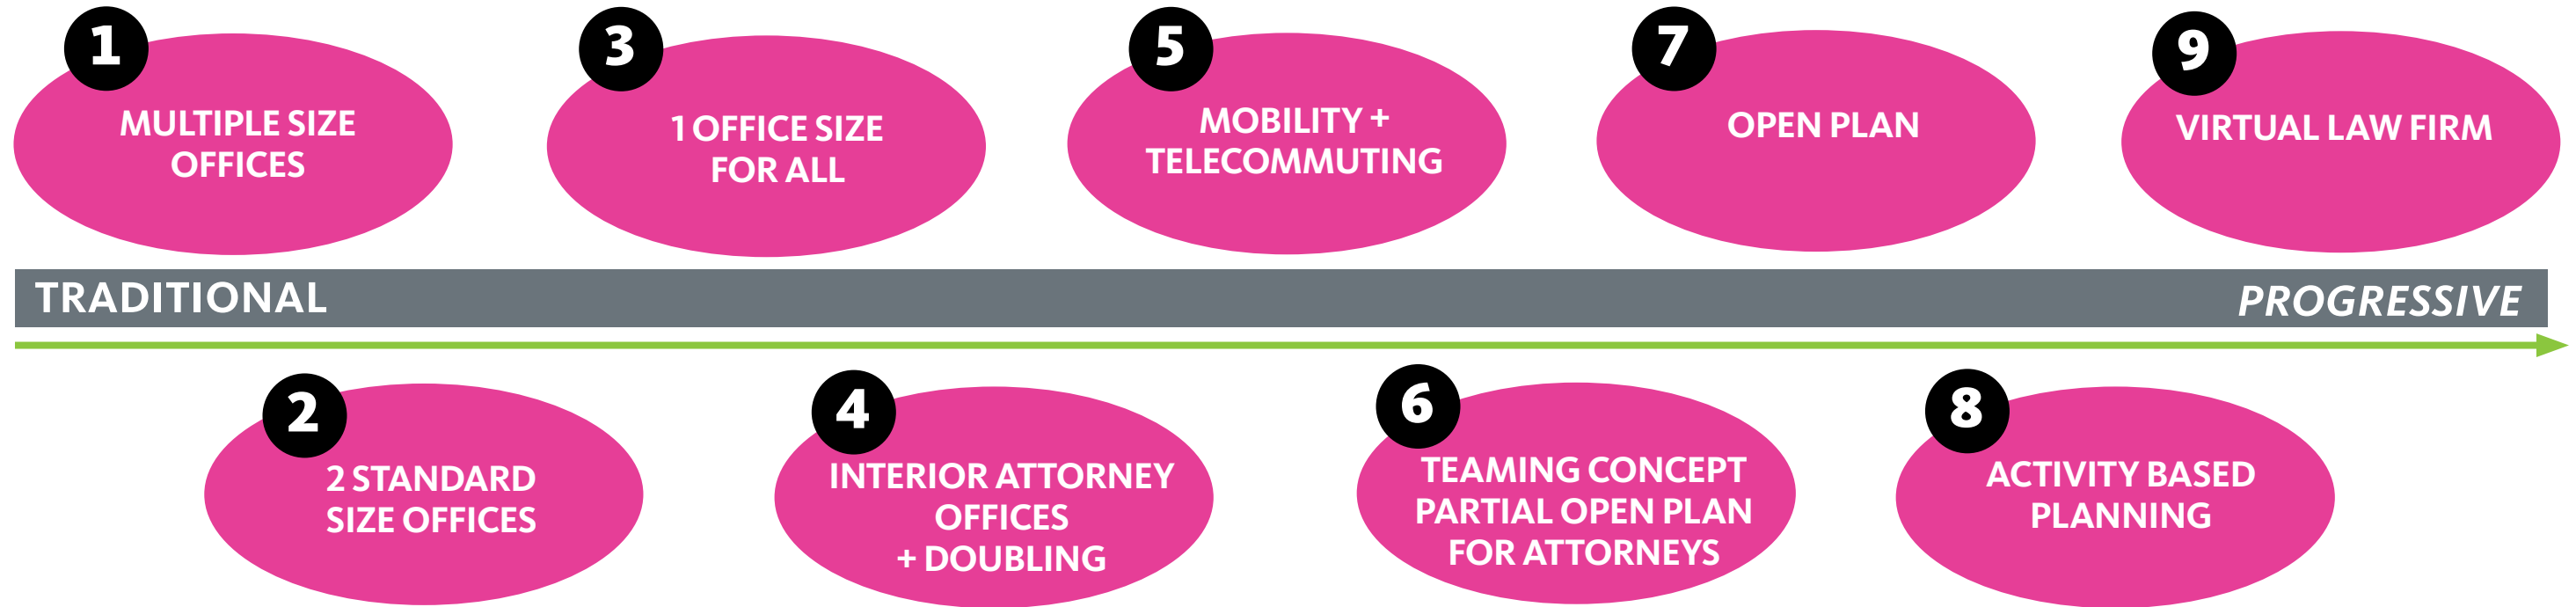 1
MULTIPLE SIZE
OFFICES
3
1 OFFICE SIZE
FOR ALL
5
MOBILITY +
TELECOMMUTING
7
OPEN PLAN
9
VIRTUAL LAW FIRM
TRADITIONAL
PROGRESSIVE
2
2 STANDARD
SIZE OFFICES
4
INTERIOR ATTORNEY
OFFICES
+ DOUBLING
6
TEAMING CONCEPT
PARTIAL OPEN PLAN
FOR ATTORNEYS
8
ACTIVITY BASED
PLANNING